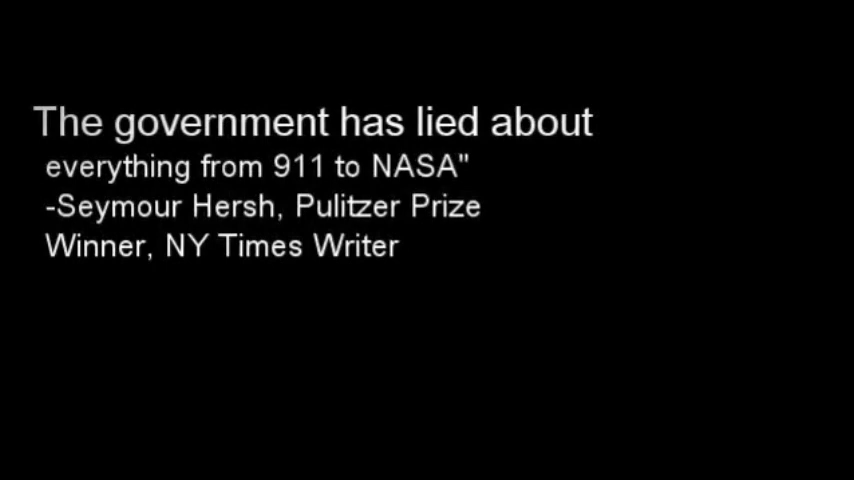 The government has lied about
everything from 911 to NASA"
-Seymour Hersh, Pulitzer Prize
Winner, NY Times Writer